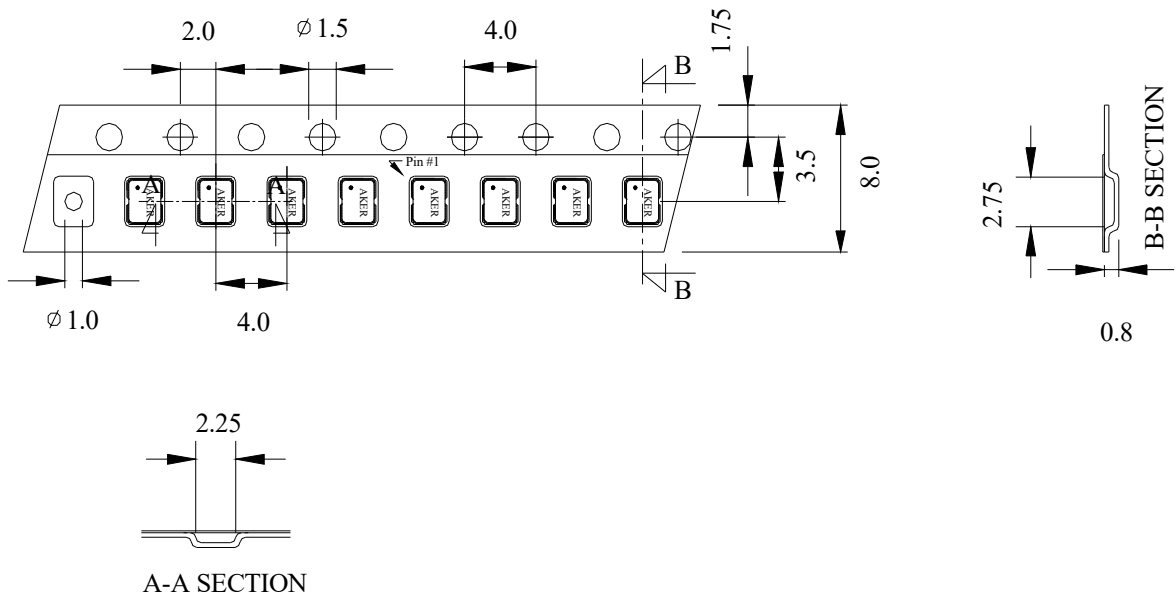 2.0
⌀ 1.5
4.0
1.75
B
Pin #1
A
A
AKER
AKER
AKER
AKER
AKER
AKER
AKER
AKER
3.5
8.0
2.75
B-B SECTION
B
⌀ 1.0
4.0
0.8
2.25
A-A SECTION